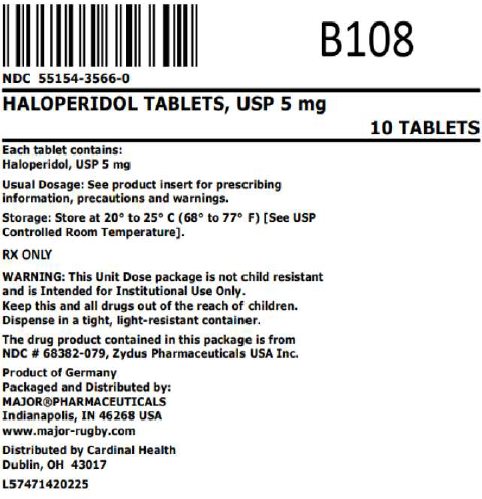 B108
NDC 55154-3566-0
HALOPERIDOL TABLETS, USP 5 mg
10 TABLETS
Each tablet contains:
Haloperidol, USP 5 mg
Usual Dosage: See product insert for prescribing
information, precautions and warnings.
Storage: Store at 20° to 25° C (68° to 77° F) [See USP
Controlled Room Temperature].
RX ONLY
WARNING: This Unit Dose package is not child resistant
and is Intended for Institutional Use Only.
Keep this and all drugs out of the reach of children.
Dispense in a tight, light-resistant container.
The drug product contained in this package is from
NDC # 68382-079, Zydus Pharmaceuticals USA Inc.
Product of Germany
Packaged and Distributed by:
MAJOR®PHARMACEUTICALS
Indianapolis, IN 46268 USA
www.major-rugby.com
Distributed by Cardinal Health
Dublin, OH 43017
L57471420225